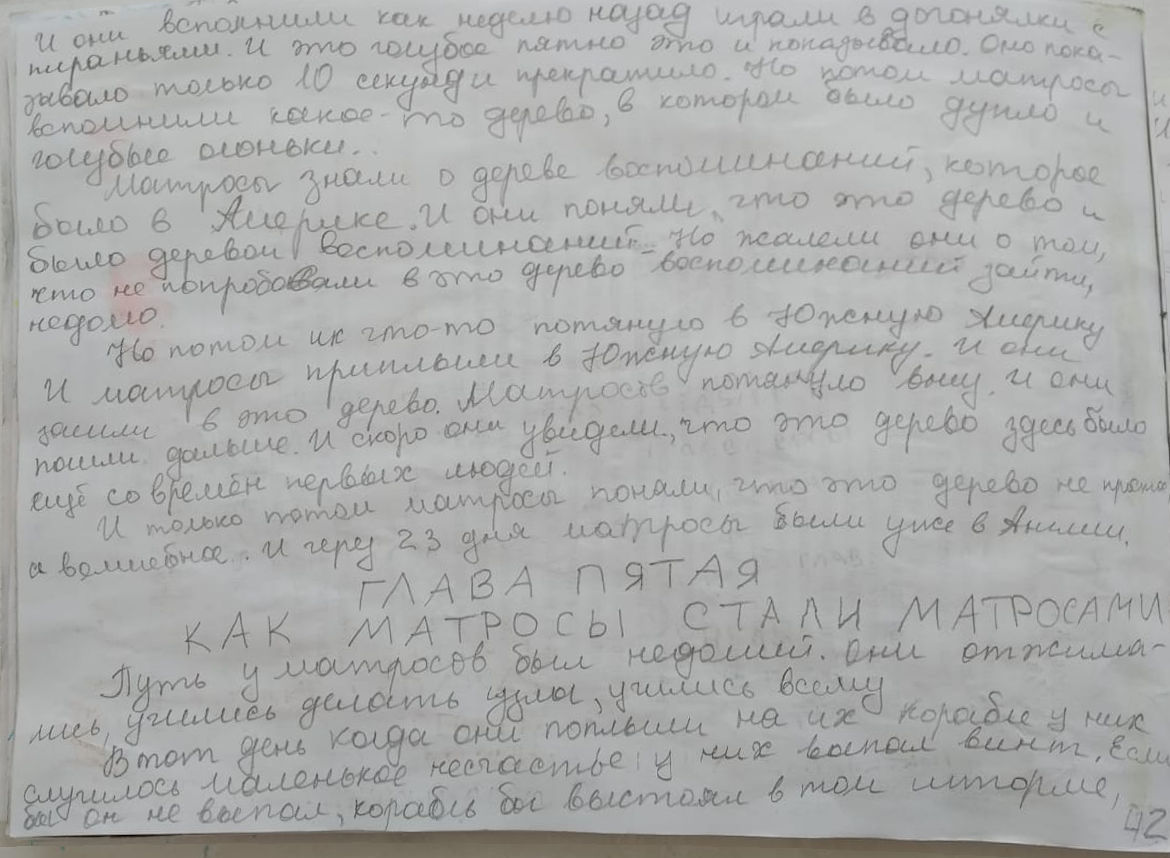 И они вспомнили как неделю назад играли в догонялки с
пираньями. И это голубое пятно это и показывало. Оно пока-
зывало только 10 секунд и прекратило. Но потом матросы
вспомнили какое-то дерево, в котором было дупло и
голубые огоньки...
Матросы знали о дереве воспоминаний, которое
было в Америке. И они поняли, что это дерево и
было деревом воспоминаний. Но жалели они о том,
что не попробовали в это дерево воспоминаний зайти,
недолго.
Но потом их что-то потянуло в Южную Америку
И матросы приплыли в Южную Америку. И они
зашли в это дерево. Матросов потянуло вниз. И они
пошли дальше. И скоро они увидели, что это дерево здесь было
ещё со времён первых людей.
И только потом матросы поняли, что это дерево не просто
а волшебное. И через 23 дня матросы были уже в Англии.
ГЛАВА ПЯТАЯ
КАК МАТРОСЫ СТАЛИ МАТРОСАМИ
Путь у матросов был недолгий. Они отжима-
лись, учились делать узлы, учились всему
В тот день когда они поплыли на их корабле у них
случилось маленькое несчастье: у них выпал винт. Если
бы он не выпал, корабль бы выстоял в том шторме,
42